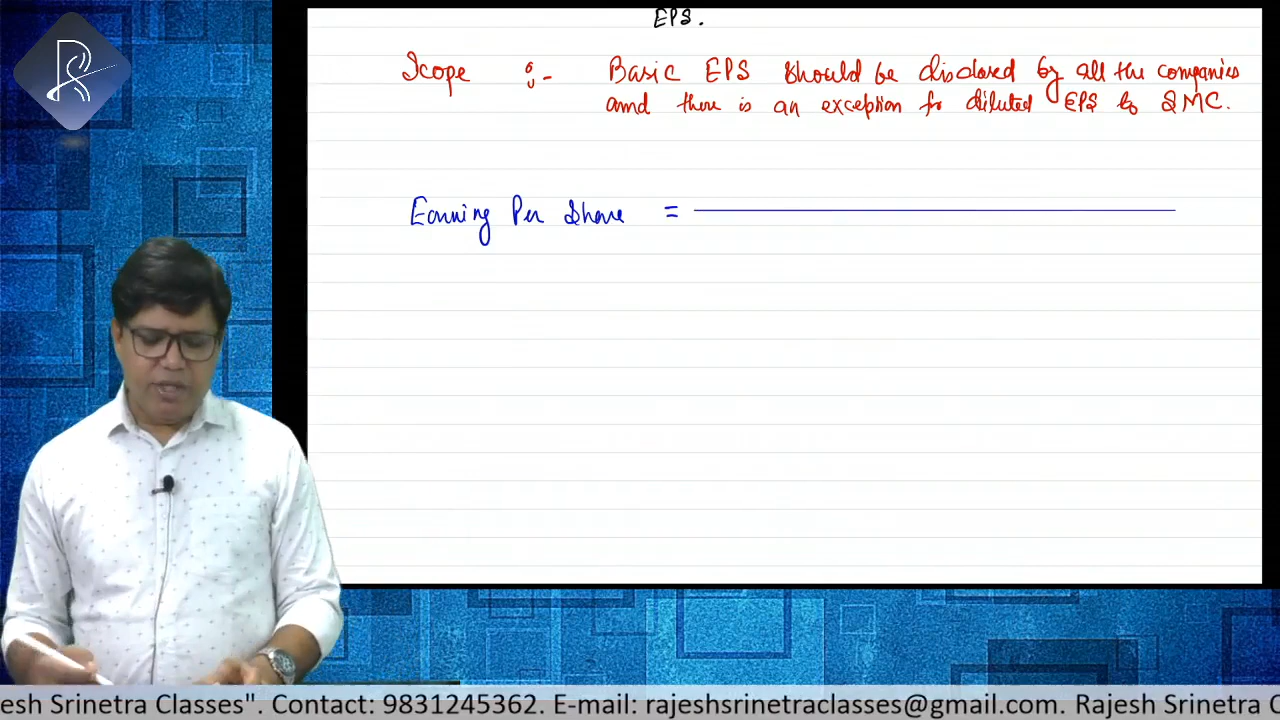 EPS.
Scope :- Basic EPS should be disclosed by all the companies
and there is an exception for diluted EPS to SMC.
Earning Per Share =
RS
esh Srinetra Classes". Contact: 9831245362. E-mail: rajeshsrinetraclasses@gmail.com. Rajesh Srinetra C